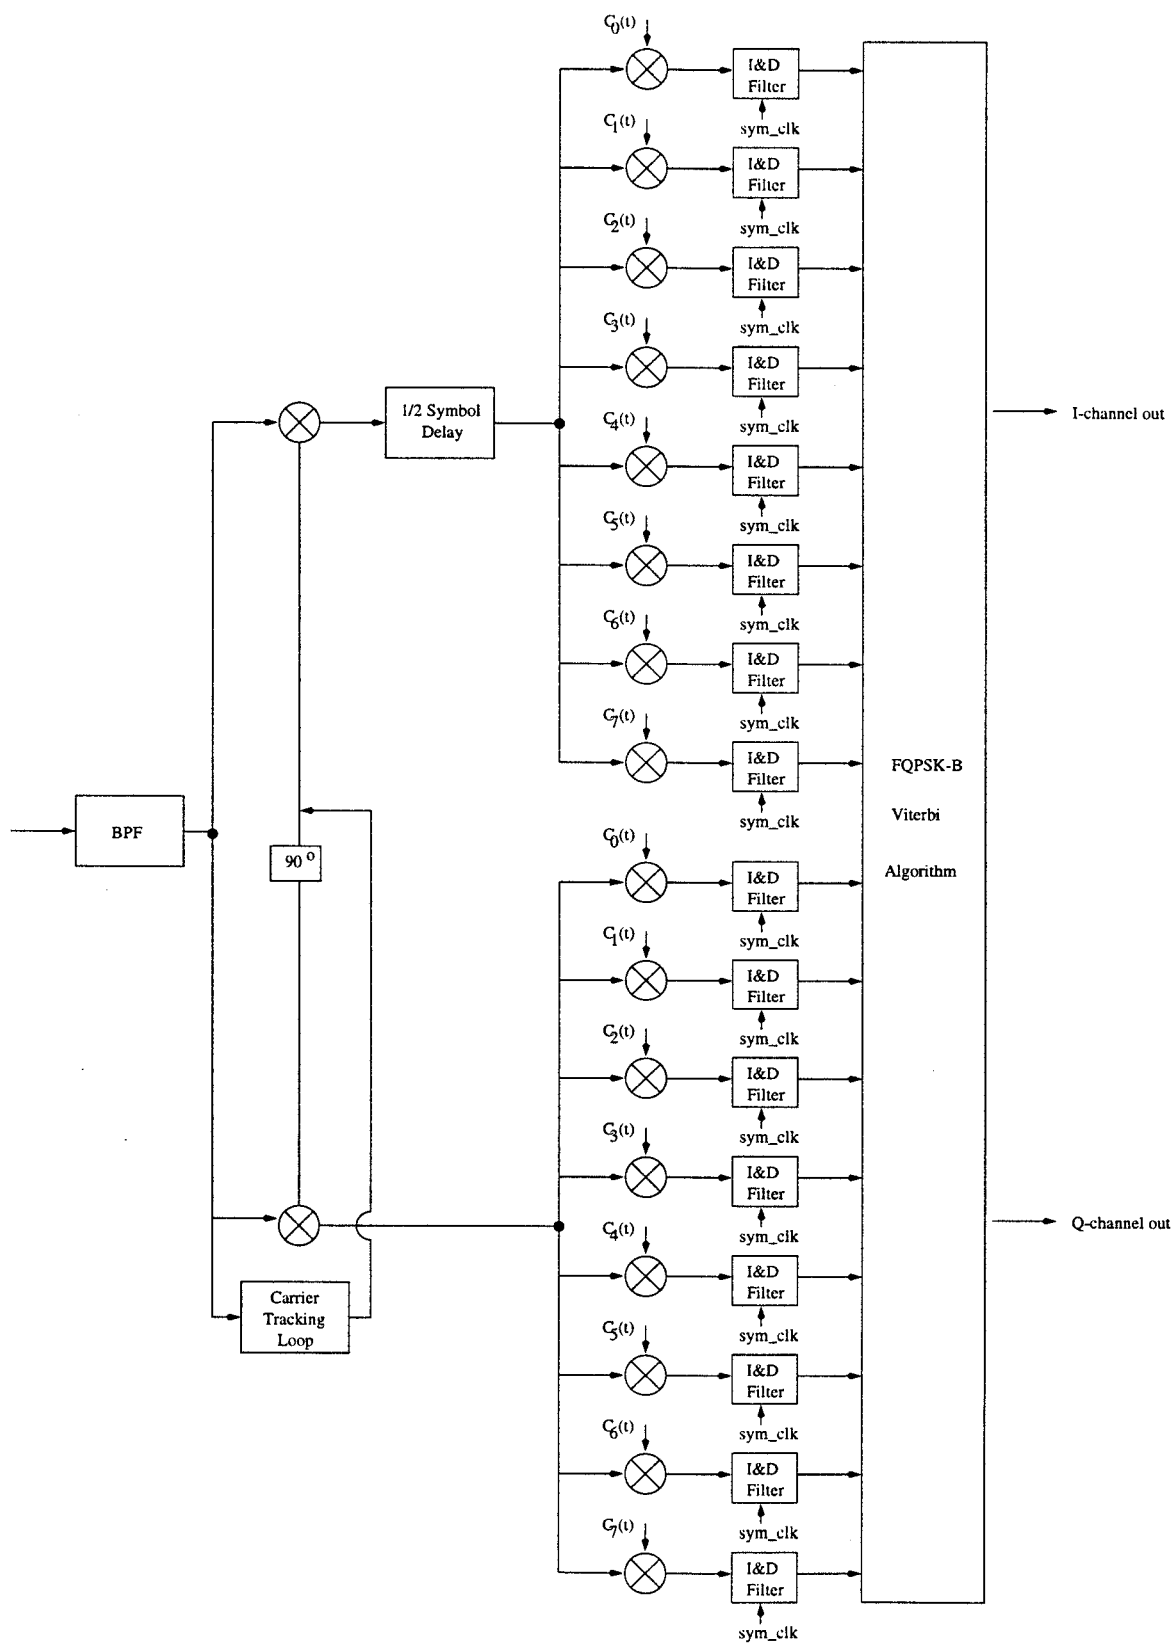 C0(t)
I&D
Filter
sym_clk
C1(t)
I&D
Filter
sym_clk
C2(t)
I&D
Filter
sym_clk
C3(t)
I&D
Filter
sym_clk
1/2 Symbol
Delay
I-channel out
C4(t)
I&D
Filter
sym_clk
C5(t)
I&D
Filter
sym_clk
C6(t)
I&D
Filter
sym_clk
C7(t)
I&D
Filter
sym_clk
FQPSK-B
Viterbi
Algorithm
BPF
90 o
C0(t)
I&D
Filter
sym_clk
C1(t)
I&D
Filter
sym_clk
C2(t)
I&D
Filter
sym_clk
C3(t)
I&D
Filter
sym_clk
Q-channel out
C4(t)
I&D
Filter
sym_clk
Carrier
Tracking
Loop
C5(t)
I&D
Filter
sym_clk
C6(t)
I&D
Filter
sym_clk
C7(t)
I&D
Filter
sym_clk